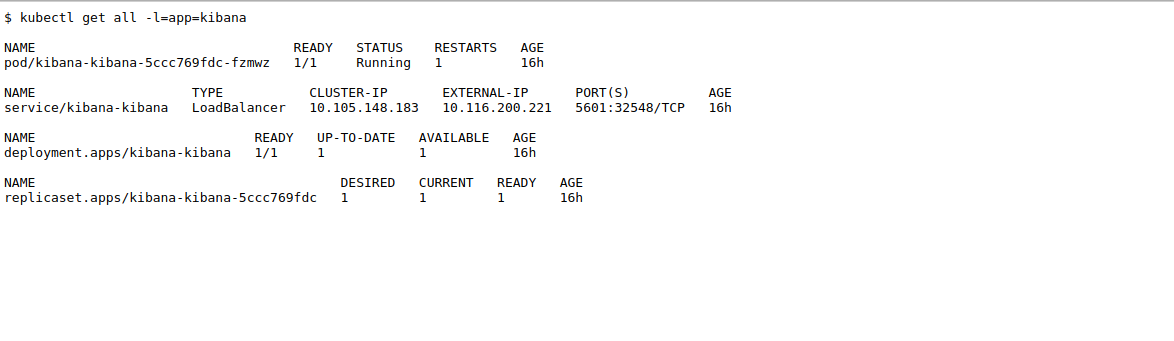 $ kubectl get all -l=app=kibana
NAME READY STATUS RESTARTS AGE
pod/kibana-kibana-5ccc769fdc-fzmwz 1/1 Running 1 16h
NAME TYPE CLUSTER-IP EXTERNAL-IP PORT(S) AGE
service/kibana-kibana LoadBalancer 10.105.148.183 10.116.200.221 5601:32548/TCP 16h
NAME READY UP-TO-DATE AVAILABLE AGE
deployment.apps/kibana-kibana 1/1 1 1 16h
NAME DESIRED CURRENT READY AGE
replicaset.apps/kibana-kibana-5ccc769fdc 1 1 1 16h